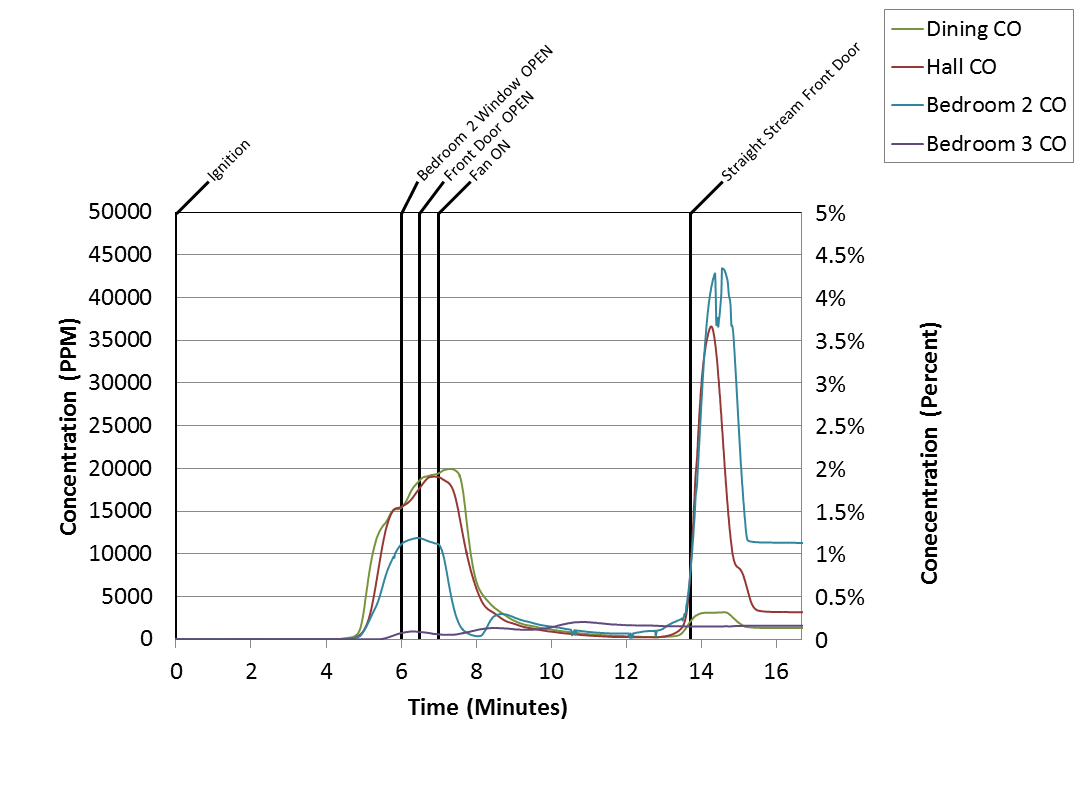 Dining CO
Hall CO
Bedroom 2 CO
Bedroom 3 CO
Ignition
Bedroom 2 Window OPEN
Front Door OPEN
Fan ON
Straight Stream Front Door
50000
45000
40000
35000
30000
25000
20000
15000
10000
5000
0
Concentration (PPM)
5%
4.5%
4%
3.5%
3%
2.5%
2%
1.5%
1%
0.5%
0
Conecentration (Percent)
0 2 4 6 8 10 12 14 16
Time (Minutes)